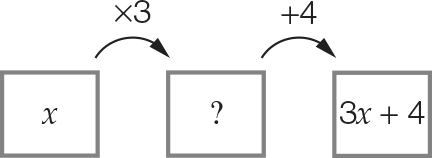 ×3 +4
x ? 3x + 4